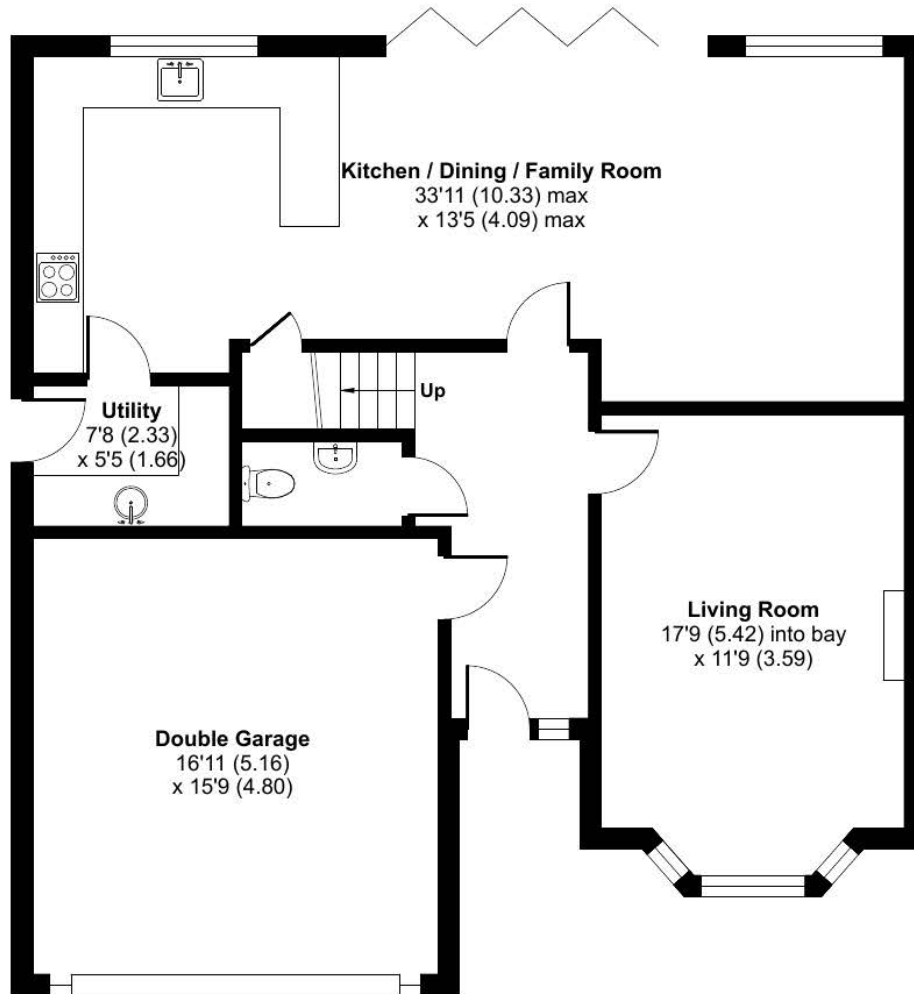 Kitchen / Dining / Family Room
33'11 (10.33) max
x 13'5 (4.09) max
Up
Utility
7'8 (2.33)
x 5'5 (1.66)
Living Room
17'9 (5.42) into bay
x 11'9 (3.59)
Double Garage
16'11 (5.16)
x 15'9 (4.80)